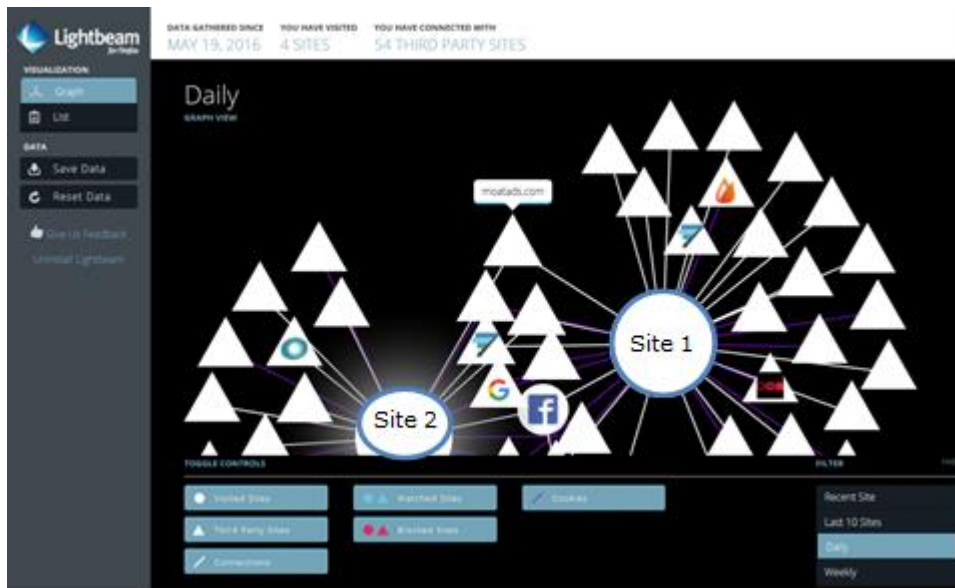 Lightbeam
for Firefox
DATA GATHERED SINCE
MAY 19, 2016
YOU HAVE VISITED
4 SITES
YOU HAVE CONNECTED WITH
54 THIRD PARTY SITES
VISUALIZATION
Graph
List
DATA
Save Data
Reset Data
Give Us Feedback
Uninstall Lightbeam
Daily
GRAPH VIEW
moatads.com
Site 1
Site 2
TOGGLE CONTROLS
Visited Sites
Third Party Sites
Connections
Watched Sites
Blocked Sites
Cookies
FILTER
Recent Site
Last 10 Sites
Daily
Weekly